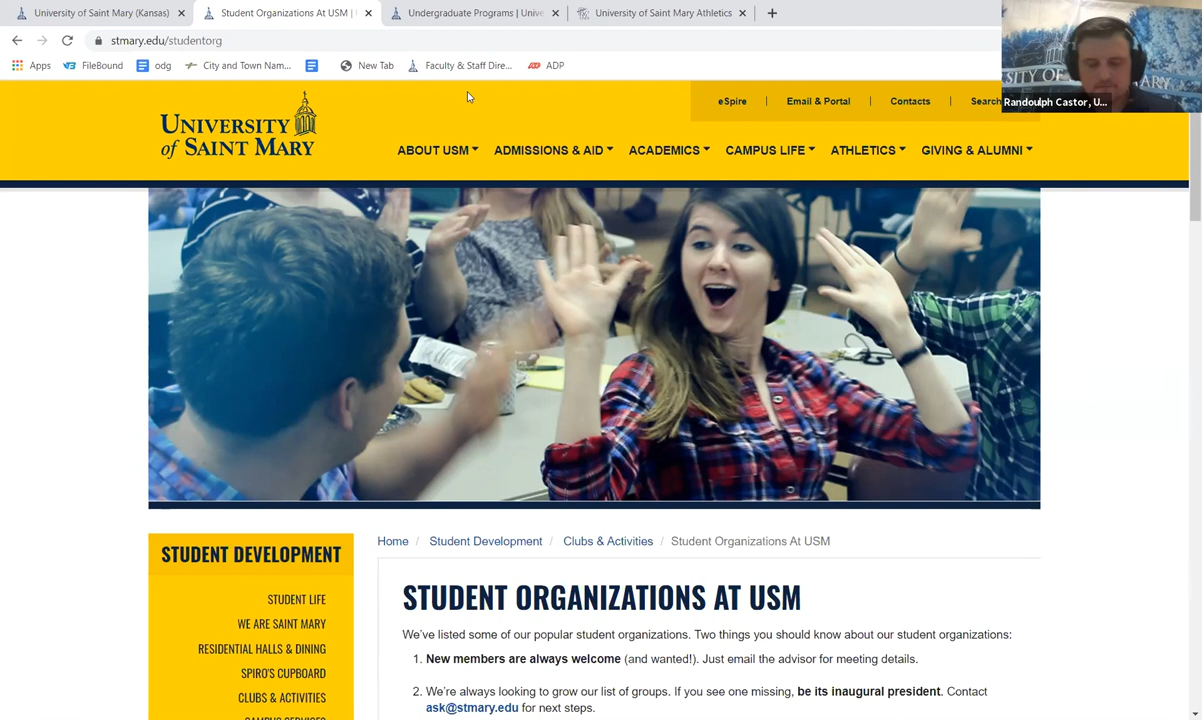 University of Saint Mary (Kansas)
Student Organizations At USM |
Undergraduate Programs | Unive
University of Saint Mary Athletics
stmary.edu/studentorg
Apps
FileBound
odg
City and Town Nam...
New Tab
Faculty & Staff Dire...
ADP
Randoulph Castor, U...
eSpire | Email & Portal | Contacts | Search
UNIVERSITY
of SAINT MARY
ABOUT USM
ADMISSIONS & AID
ACADEMICS
CAMPUS LIFE
ATHLETICS
GIVING & ALUMNI
STUDENT DEVELOPMENT
STUDENT LIFE
WE ARE SAINT MARY
RESIDENTIAL HALLS & DINING
SPIRO'S CUPBOARD
CLUBS & ACTIVITIES
CAMPUS SERVICES
Home / Student Development / Clubs & Activities / Student Organizations At USM
STUDENT ORGANIZATIONS AT USM
We've listed some of our popular student organizations. Two things you should know about our student organizations:
1. New members are always welcome (and wanted!). Just email the advisor for meeting details.
2. We're always looking to grow our list of groups. If you see one missing, be its inaugural president. Contact
ask@stmary.edu for next steps.